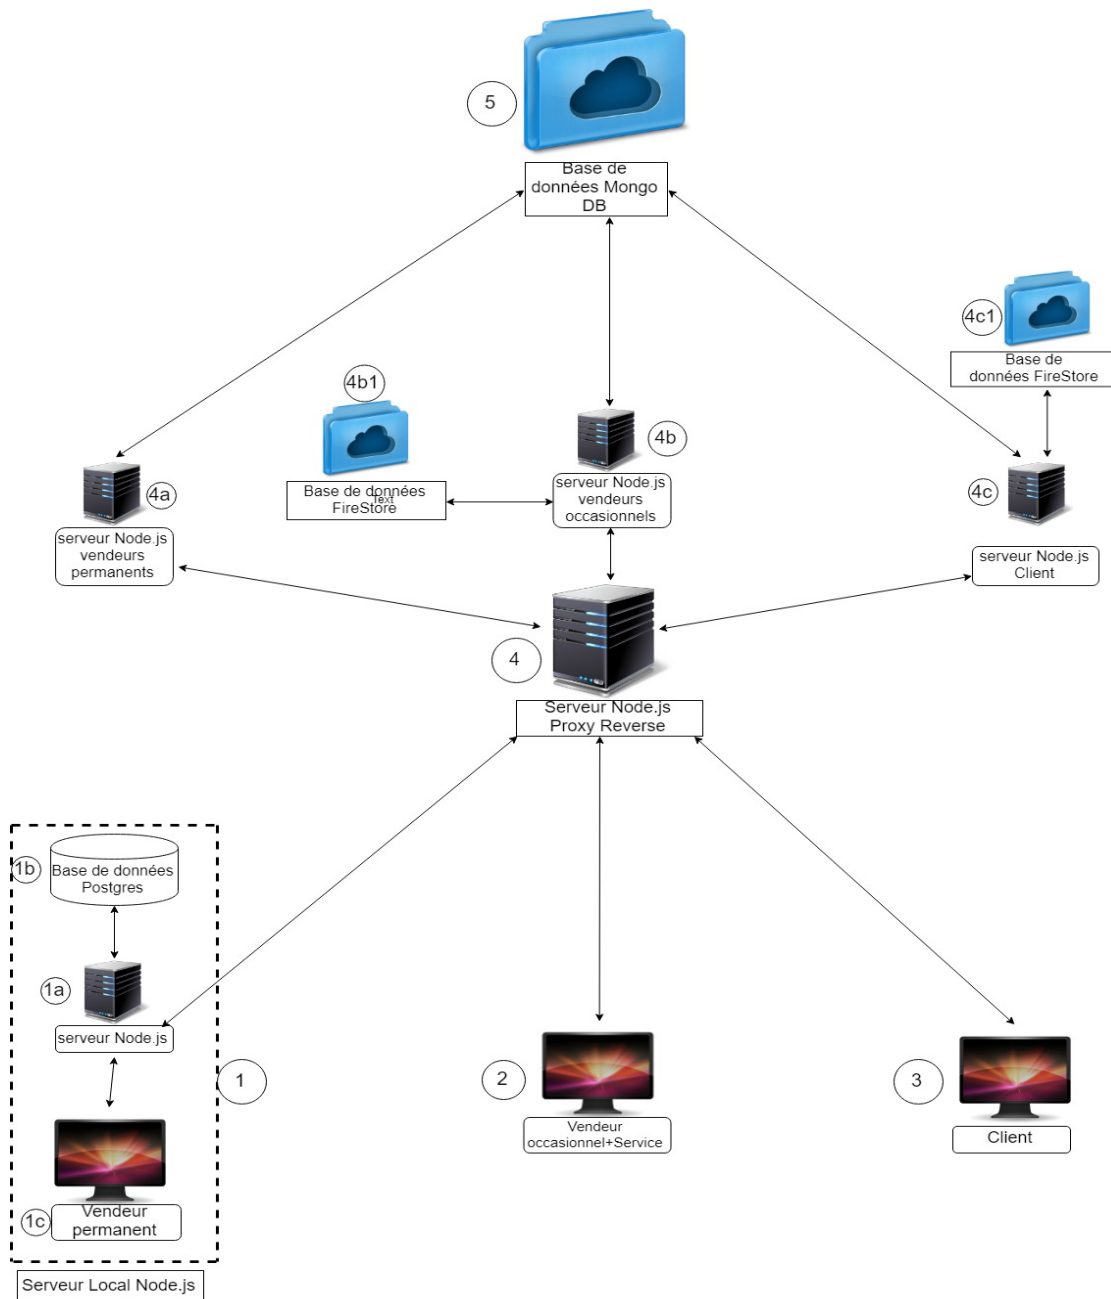 5
Base de
données Mongo
DB
4c1
Base de
données FireStore
4b1
Base de données
FireStore
Text
4b
serveur Node.js
vendeurs
occasionnels
4a
serveur Node.js
vendeurs
permanents
4c
serveur Node.js
Client
4
Serveur Node.js
Proxy Reverse
1b
Base de données
Postgres
1a
serveur Node.js
1
1c
Vendeur
permanent
Serveur Local Node.js
2
Vendeur
occasionnel+Service
3
Client